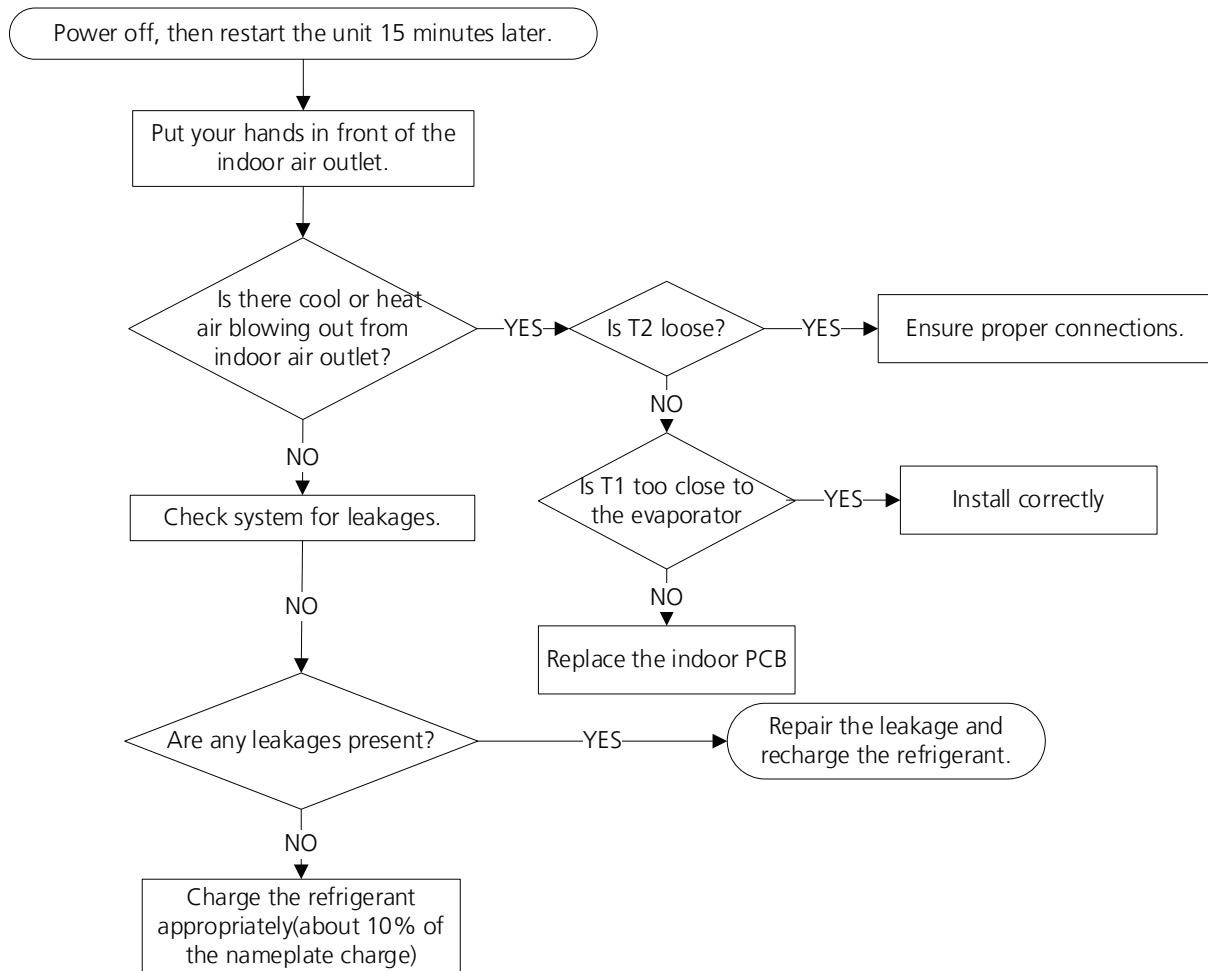 Power off, then restart the unit 15 minutes later.
Put your hands in front of the
indoor air outlet.
Is there cool or heat
air blowing out from
indoor air outlet?
YES
Is T2 loose?
YES
Ensure proper connections.
NO
NO
Is T1 too close to
the evaporator
YES
Install correctly
Check system for leakages.
NO
NO
Replace the indoor PCB
Are any leakages present?
YES
Repair the leakage and
recharge the refrigerant.
NO
Charge the refrigerant
appropriately(about 10% of
the nameplate charge)